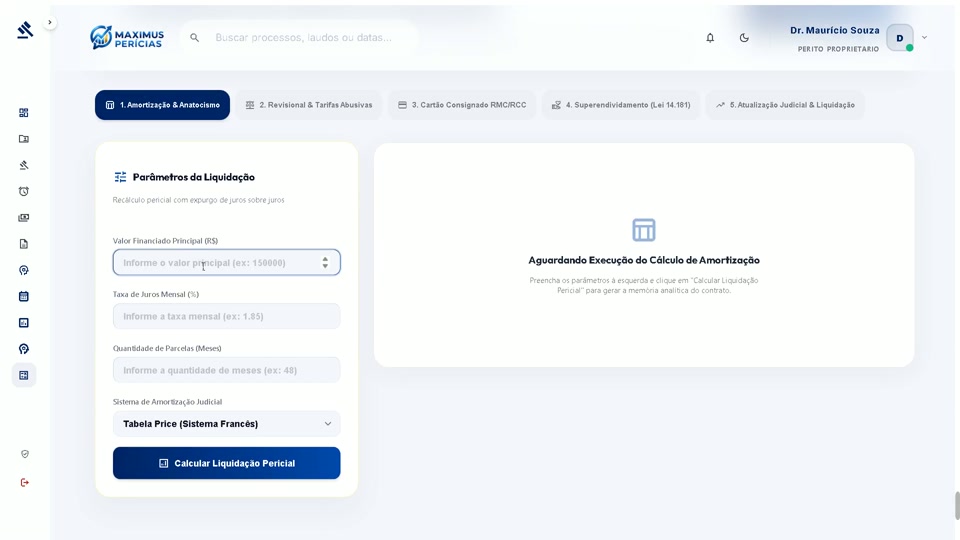 MAXIMUS
PERÍCIAS
Buscar processos, laudos ou datas...
Dr. Maurício Souza
PERITO PROPRIETARIO
D
1. Amortização & Anatocismo
2. Revisional & Tarifas Abusivas
3. Cartão Consignado RMC/RCC
4. Superendividamento (Lei 14.181)
5. Atualização Judicial & Liquidação
Parâmetros da Liquidação
Recálculo pericial com expurgo de juros sobre juros
Valor Financiado Principal (R$)
Informe o valor principal (ex: 150000)
Taxa de Juros Mensal (%)
Informe a taxa mensal (ex: 1.85)
Quantidade de Parcelas (Meses)
Informe a quantidade de meses (ex: 48)
Sistema de Amortização Judicial
Tabela Price (Sistema Francês)
Calcular Liquidação Pericial
Aguardando Execução do Cálculo de Amortização
Preencha os parâmetros à esquerda e clique em "Calcular Liquidação
Pericial" para gerar a memória analítica do contrato.